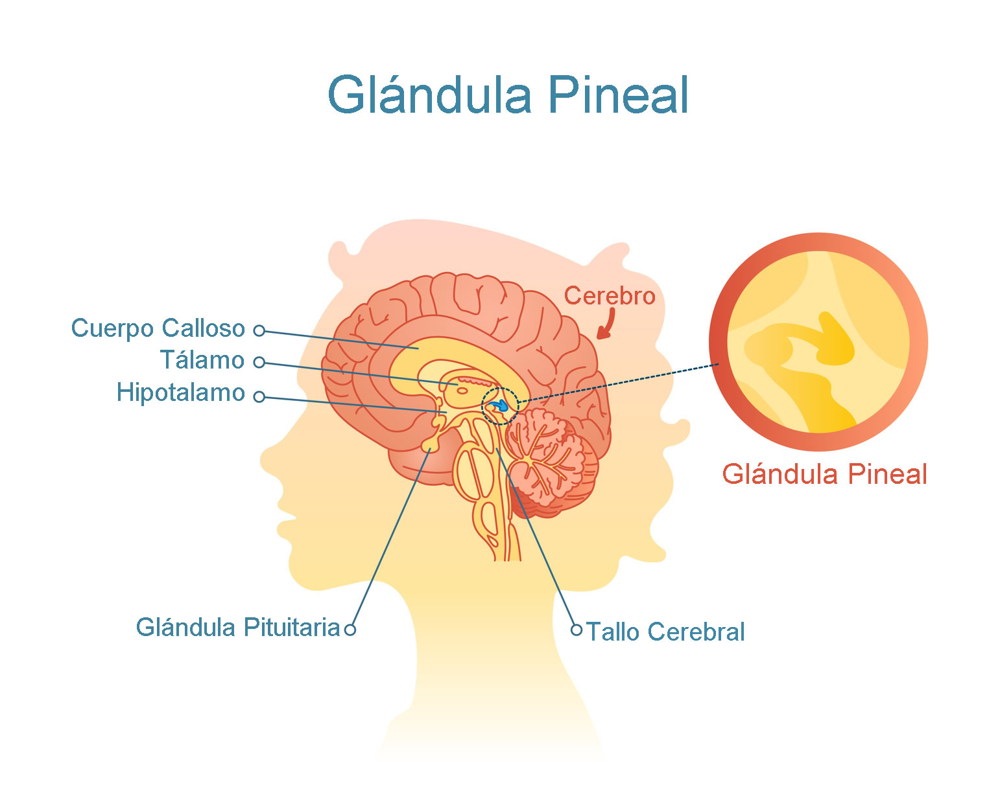 Glándula Pineal
Cerebro
Cuerpo Calloso
Tálamo
Hipotalamo
Glándula Pineal
Glándula Pituitaria
Tallo Cerebral